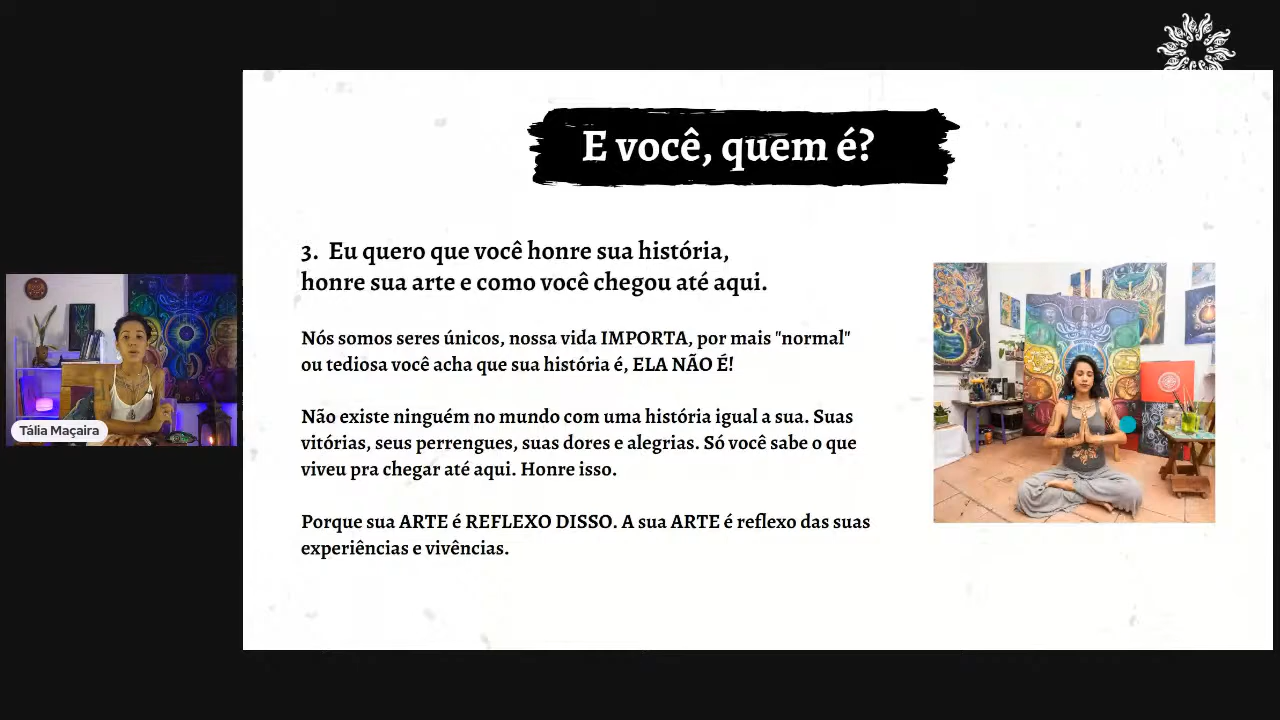 E você, quem é?
3. Eu quero que você honre sua história,
honre sua arte e como você chegou até aqui.
Nós somos seres únicos, nossa vida IMPORTA, por mais "normal"
ou tediosa você acha que sua história é, ELA NÃO É!
Não existe ninguém no mundo com uma história igual a sua. Suas
vitórias, seus perrengues, suas dores e alegrias. Só você sabe o que
viveu pra chegar até aqui. Honre isso.
Porque sua ARTE é REFLEXO DISSO. A sua ARTE é reflexo das suas
experiências e vivências.
Tália Maçaira